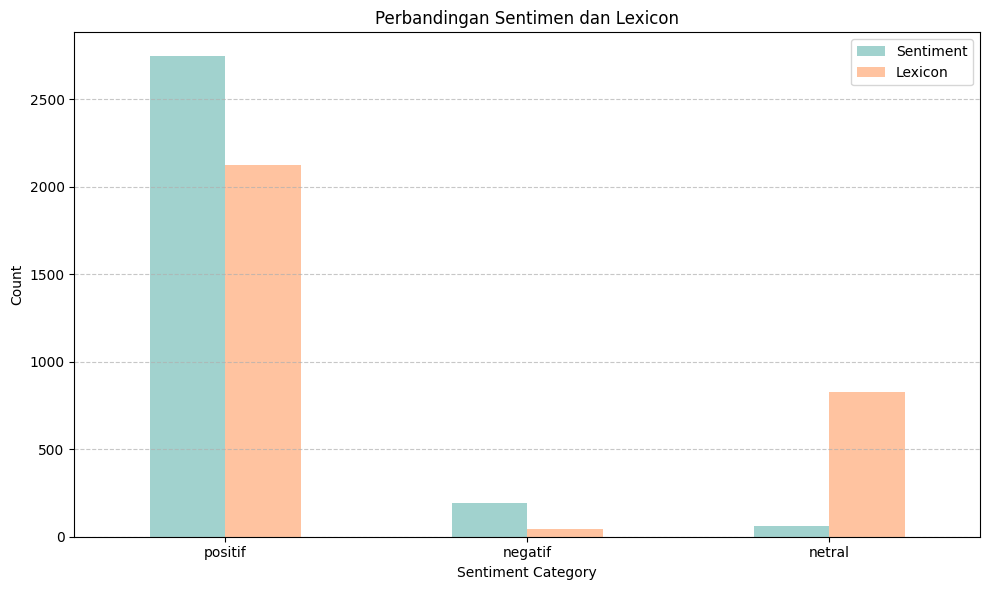 Perbandingan Sentimen dan Lexicon
Sentiment
Lexicon
Count
2500
2000
1500
1000
500
0
positif
negatif
netral
Sentiment Category